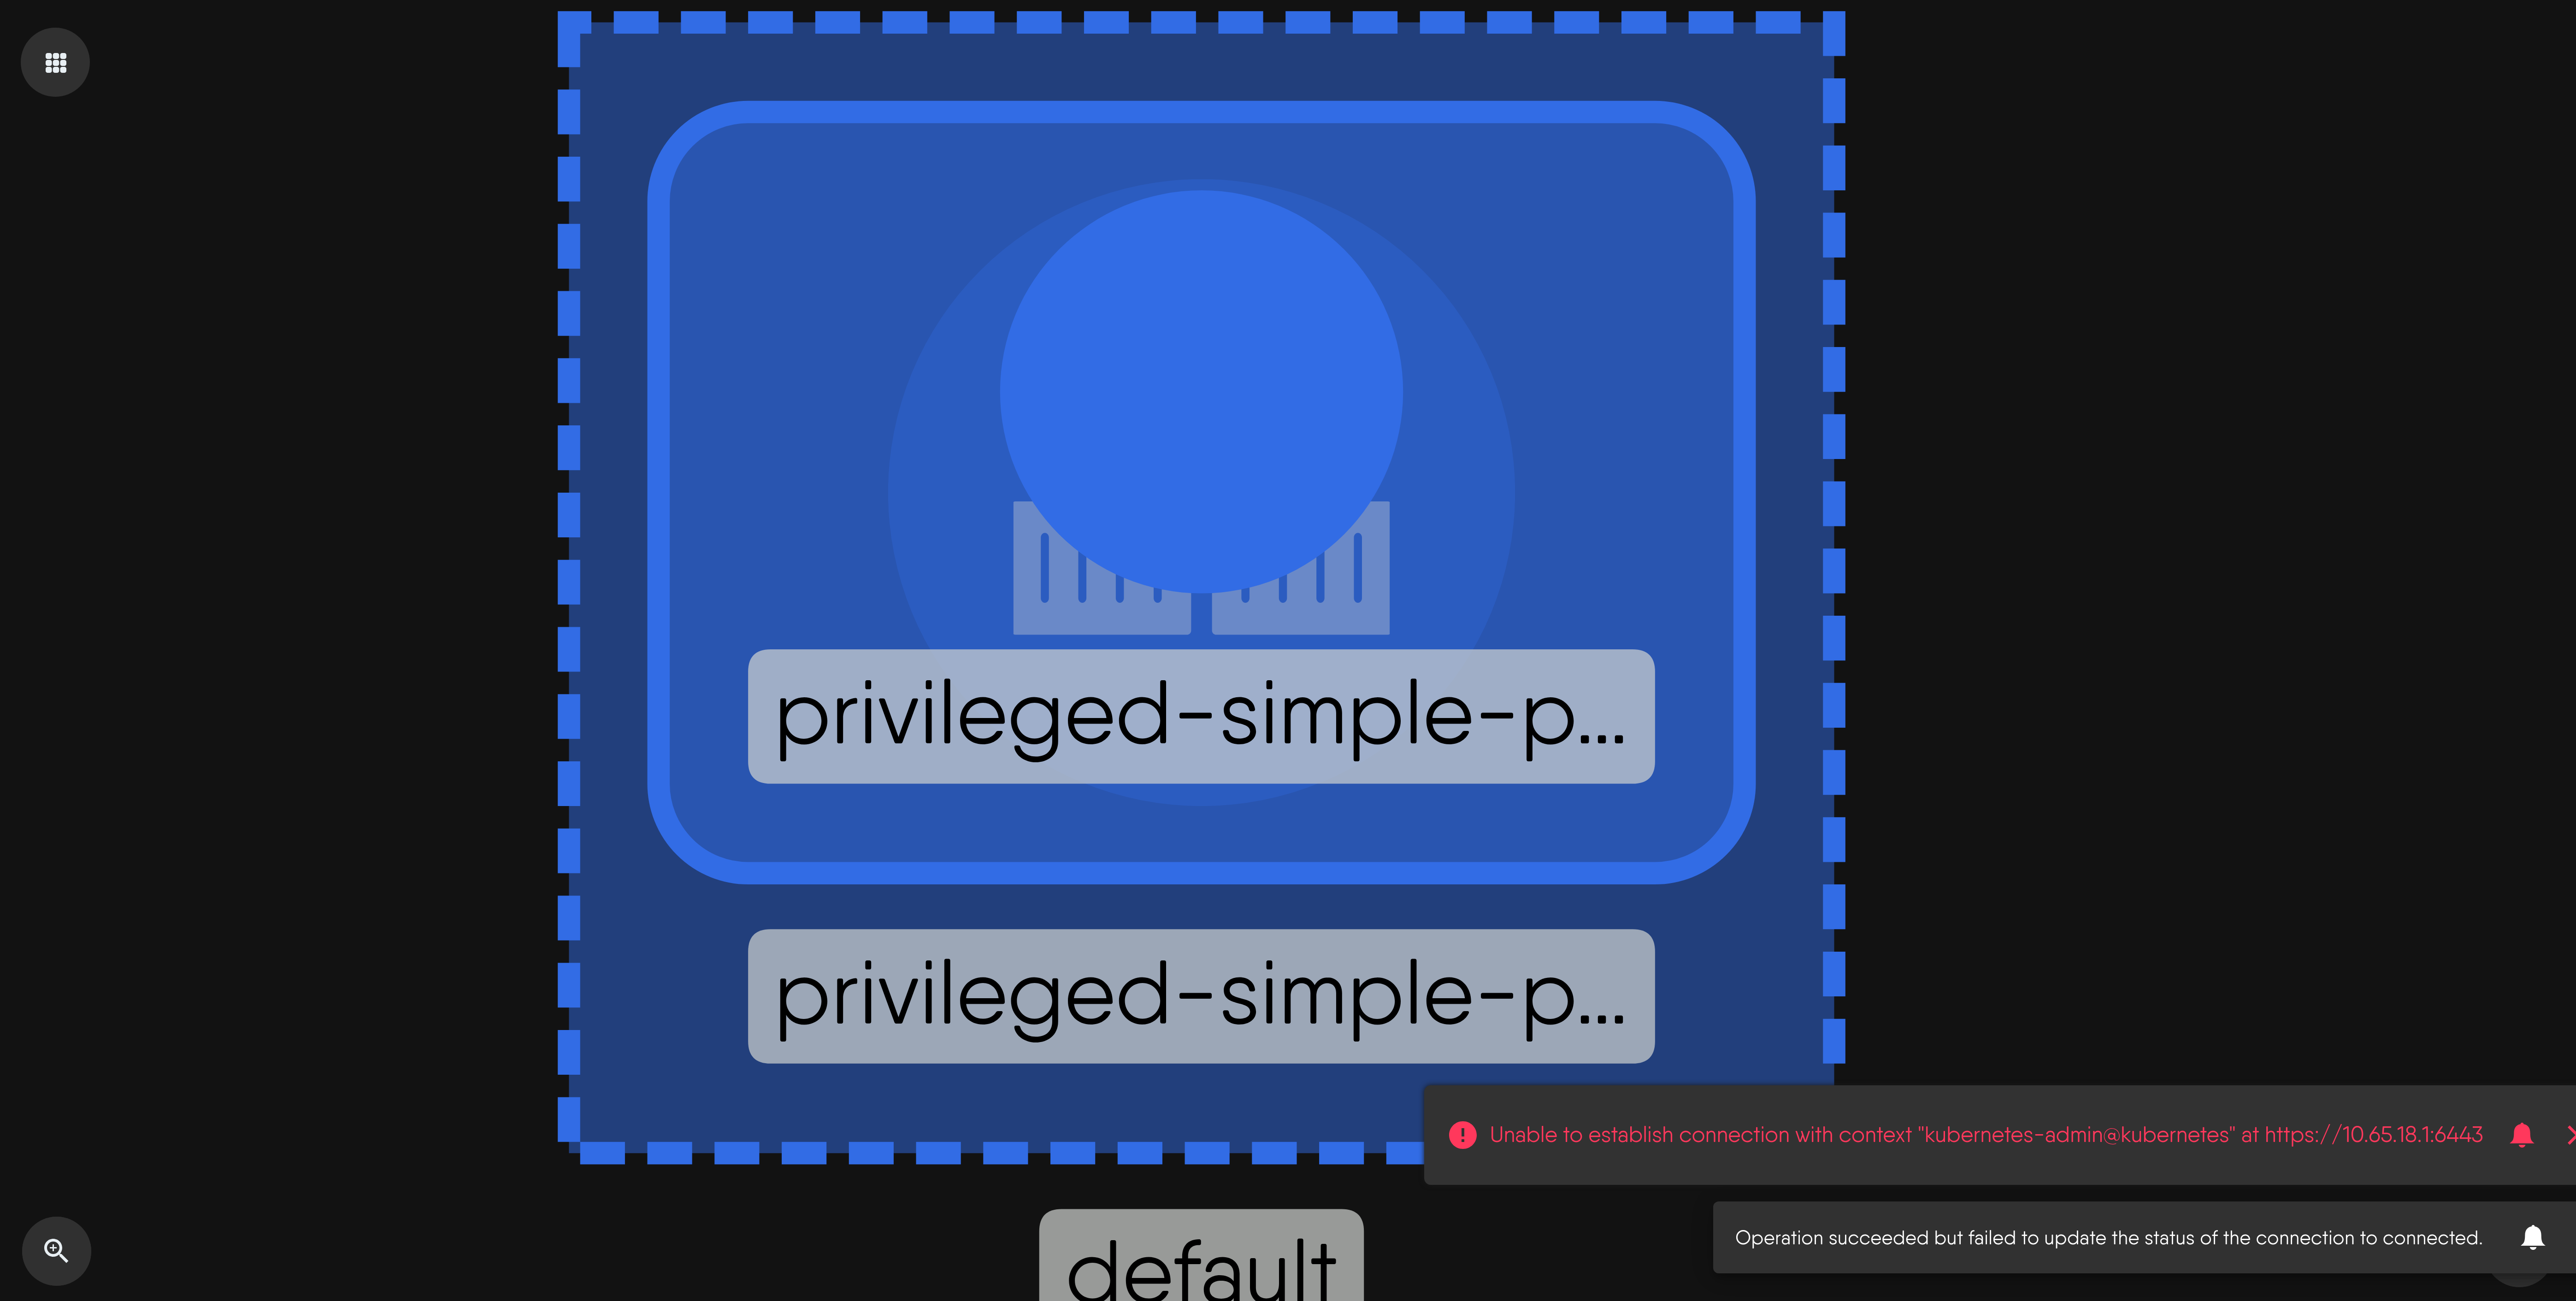 privileged-simple-p...
privileged-simple-p...
Unable to establish connection with context "kubernetes-admin@kubernetes" at https://10.65.18.1:6443
Operation succeeded but failed to update the status of the connection to connected.
default